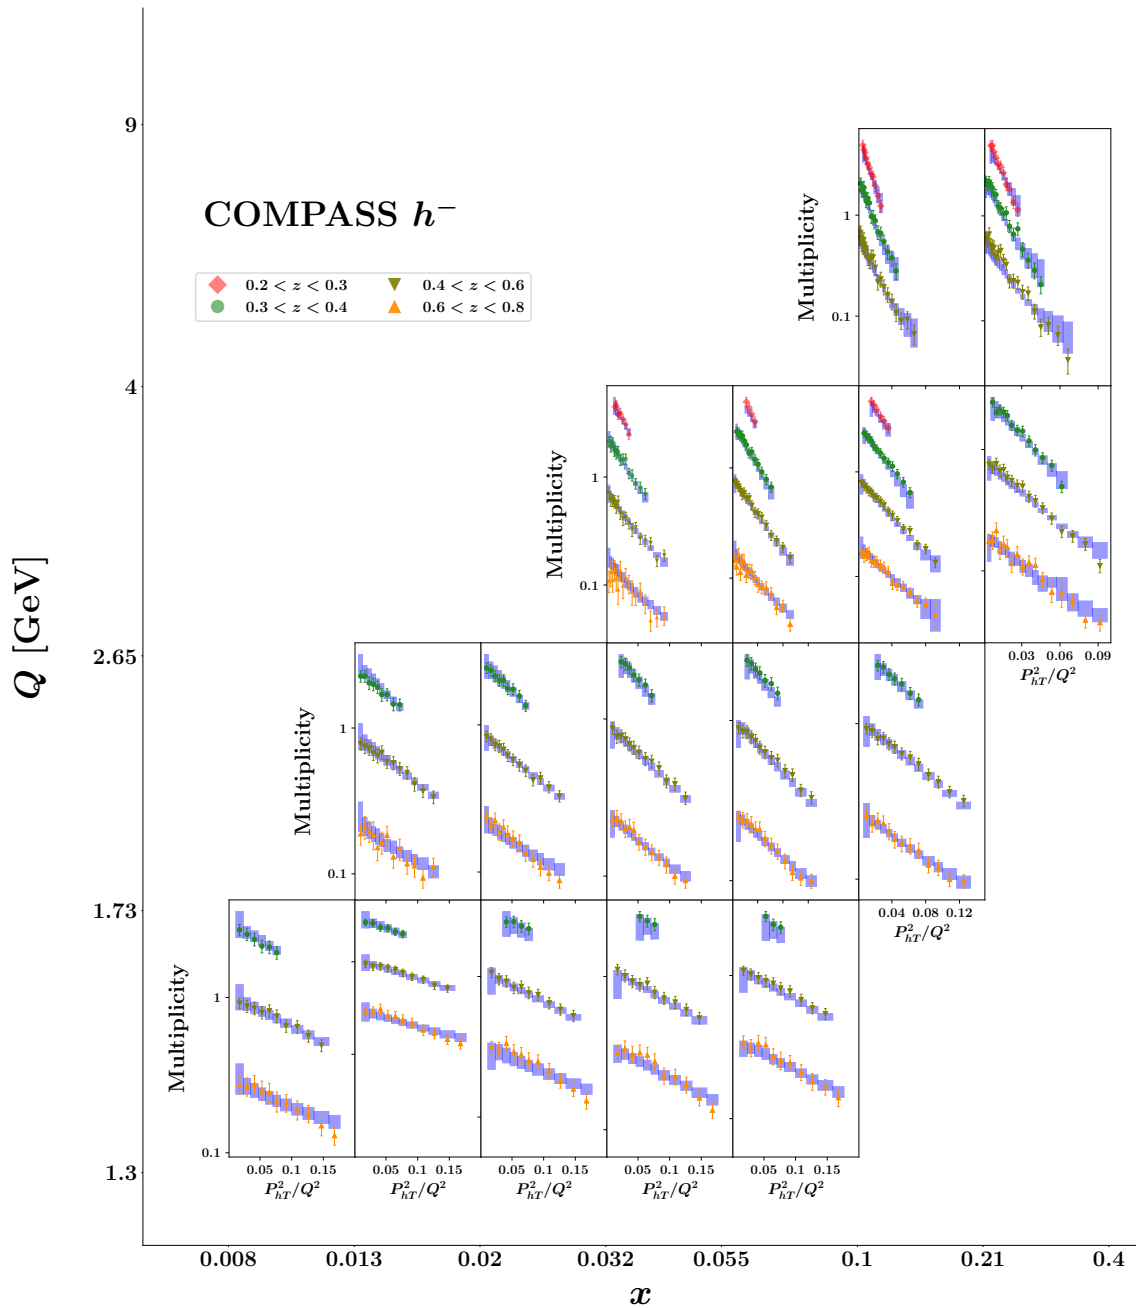 COMPASS h⁻
0.2 < z < 0.3
0.4 < z < 0.6
0.3 < z < 0.4
0.6 < z < 0.8
Q [GeV]
9
4
2.65
1.73
1.3
Multiplicity
1
0.1
Multiplicity
1
0.1
0.03 0.06 0.09
P²hT/Q²
Multiplicity
1
0.1
0.04 0.08 0.12
P²hT/Q²
Multiplicity
1
0.1
0.05 0.1 0.15
0.05 0.1 0.15
0.05 0.1 0.15
0.05 0.1 0.15
0.05 0.1 0.15
P²hT/Q²
P²hT/Q²
P²hT/Q²
P²hT/Q²
P²hT/Q²
0.008 0.013 0.02 0.032 0.055 0.1 0.21 0.4
x